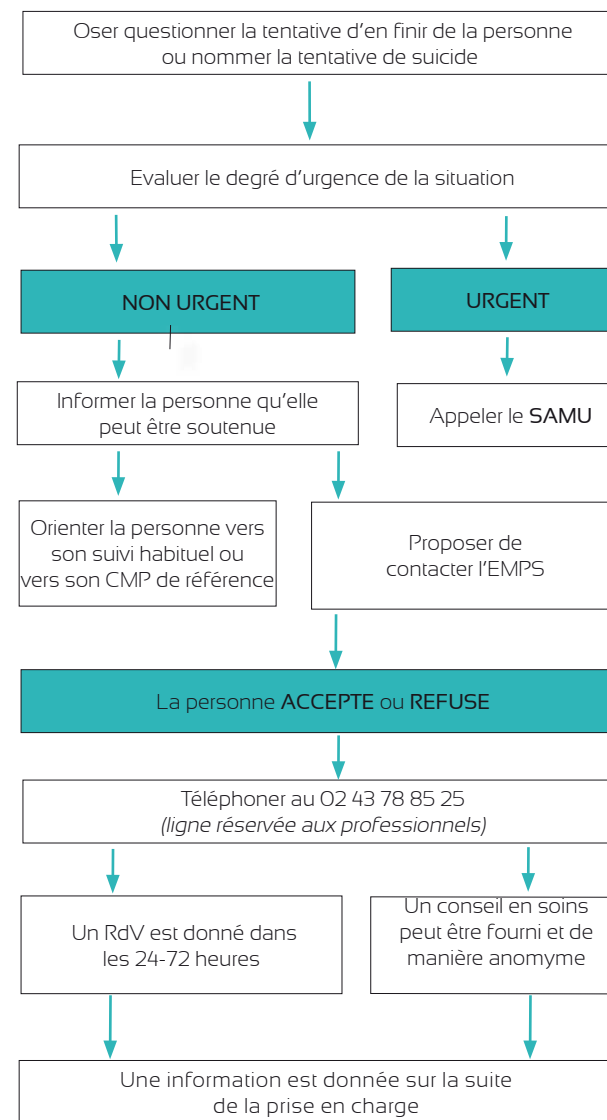 Oser questionner la tentative d'en finir de la personne
ou nommer la tentative de suicide
Evaluer le degré d'urgence de la situation
NON URGENT
URGENT
Informer la personne qu'elle
peut être soutenue
Appeler le SAMU
Orienter la personne vers
son suivi habituel ou
vers son CMP de référence
Proposer de
contacter l'EMPS
La personne ACCEPTE ou REFUSE
Téléphoner au 02 43 78 85 25
(ligne réservée aux professionnels)
Un RdV est donné dans
les 24-72 heures
Un conseil en soins
peut être fourni et de
manière anomyme
Une information est donnée sur la suite
de la prise en charge